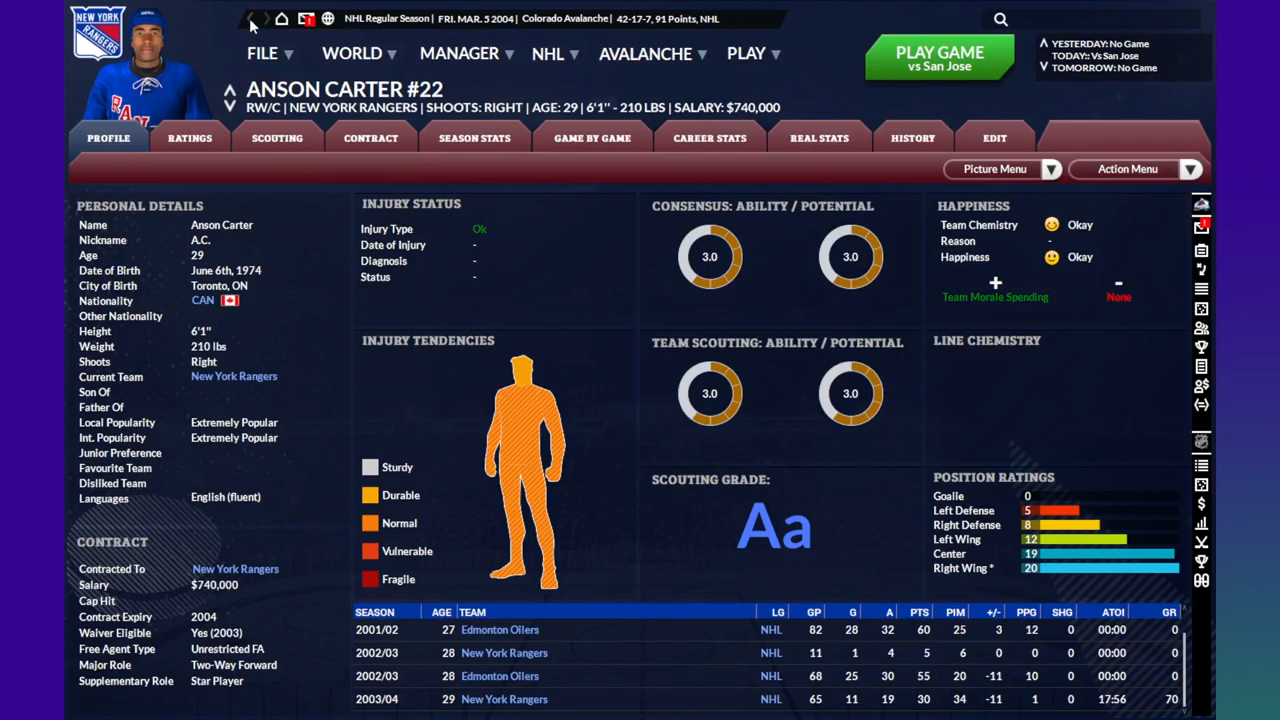 NEW YORK
RANGERS
NHL Regular Season | FRI. MAR. 5 2004 | Colorado Avalanche | 42-17-7, 91 Points, NHL
FILE WORLD MANAGER NHL AVALANCHE PLAY
PLAY GAME
vs San Jose
YESTERDAY: No Game
TODAY:: Vs San Jose
TOMORROW: No Game
ANSON CARTER #22
RW/C | NEW YORK RANGERS | SHOOTS: RIGHT | AGE: 29 | 6'1" - 210 LBS | SALARY: $740,000
PROFILE RATINGS SCOUTING CONTRACT SEASON STATS GAME BY GAME CAREER STATS REAL STATS HISTORY EDIT
Picture Menu Action Menu
PERSONAL DETAILS
Name Anson Carter
Nickname A.C.
Age 29
Date of Birth June 6th, 1974
City of Birth Toronto, ON
Nationality CAN
Other Nationality
Height 6'1"
Weight 210 lbs
Shoots Right
Current Team New York Rangers
Son Of
Father Of
Local Popularity Extremely Popular
Int. Popularity Extremely Popular
Junior Preference
Favourite Team
Disliked Team
Languages English (fluent)
CONTRACT
Contracted To New York Rangers
Salary $740,000
Cap Hit
Contract Expiry 2004
Waiver Eligible Yes (2003)
Free Agent Type Unrestricted FA
Major Role Two-Way Forward
Supplementary Role Star Player
INJURY STATUS
Injury Type Ok
Date of Injury -
Diagnosis -
Status -
INJURY TENDENCIES
Sturdy
Durable
Normal
Vulnerable
Fragile
CONSENSUS: ABILITY / POTENTIAL
3.0 3.0
TEAM SCOUTING: ABILITY / POTENTIAL
3.0 3.0
SCOUTING GRADE:
Aa
HAPPINESS
Team Chemistry Okay
Reason -
Happiness Okay
+ -
Team Morale Spending None
LINE CHEMISTRY
POSITION RATINGS
Goalie 0
Left Defense 5
Right Defense 8
Left Wing 12
Center 19
Right Wing * 20
SEASON AGE TEAM LG GP G A PTS PIM +/- PPG SHG ATOI GR
2001/02 27 Edmonton Oilers NHL 82 28 32 60 25 3 12 0 00:00 0
2002/03 28 New York Rangers NHL 11 1 4 5 6 0 0 0 00:00 0
2002/03 28 Edmonton Oilers NHL 68 25 30 55 20 -11 10 0 00:00 0
2003/04 29 New York Rangers NHL 65 11 19 30 34 -11 1 0 17:56 70